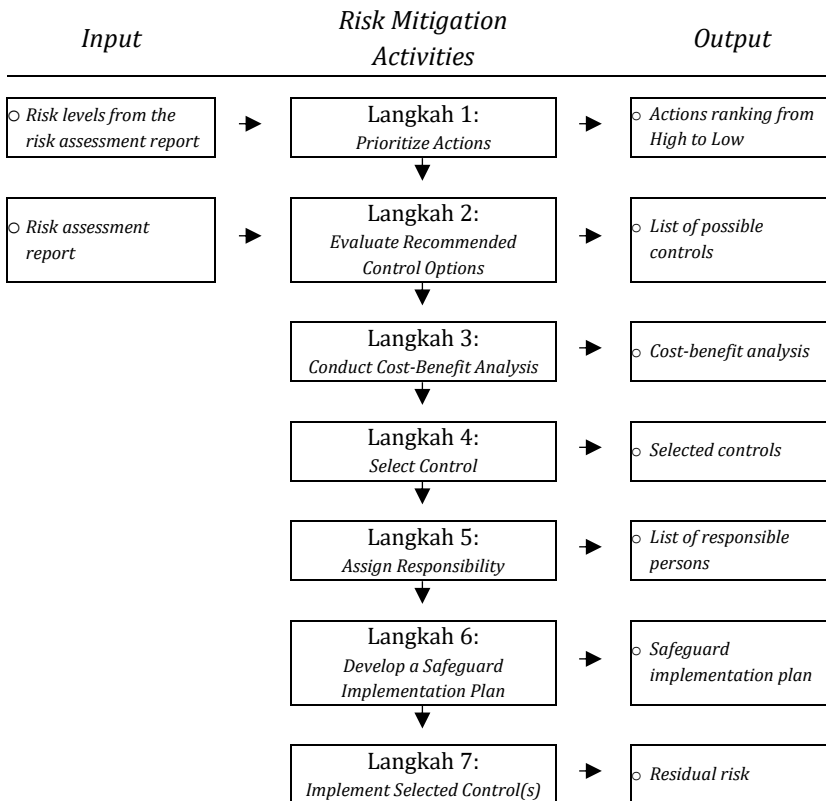 Input
Risk Mitigation
Activities
Output
○ Risk levels from the
risk assessment report
Langkah 1:
Prioritize Actions
○ Actions ranking from
High to Low
○ Risk assessment
report
Langkah 2:
Evaluate Recommended
Control Options
○ List of possible
controls
Langkah 3:
Conduct Cost-Benefit Analysis
○ Cost-benefit analysis
Langkah 4:
Select Control
○ Selected controls
Langkah 5:
Assign Responsibility
○ List of responsible
persons
Langkah 6:
Develop a Safeguard
Implementation Plan
○ Safeguard
implementation plan
Langkah 7:
Implement Selected Control(s)
○ Residual risk